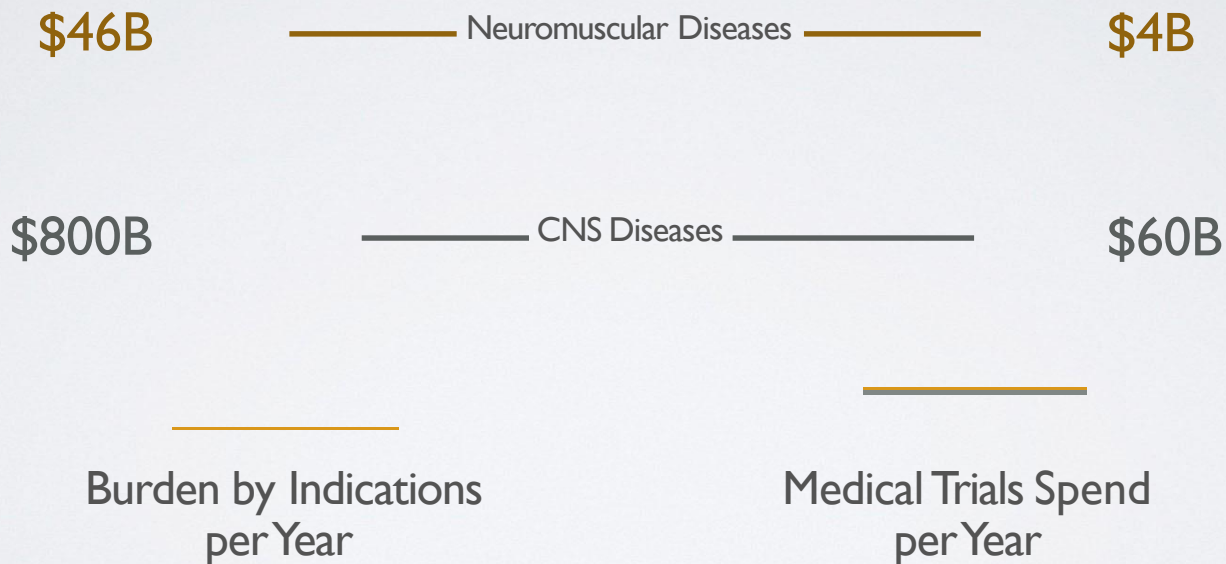 $46B
Neuromuscular Diseases
$4B
$800B
CNS Diseases
$60B
Burden by Indications
per Year
Medical Trials Spend
per Year